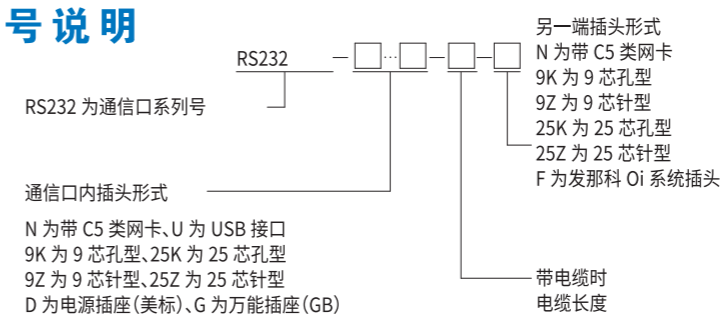 号说明
RS232 — □…□ — □ — □
RS232 为通信口系列号
通信口内插头形式
N 为带 C5 类网卡、U 为 USB 接口
9K 为 9 芯孔型、25K 为 25 芯孔型
9Z 为 9 芯针型、25Z 为 25 芯针型
D 为电源插座(美标)、G 为万能插座(GB)
另一端插头形式
N 为带 C5 类网卡
9K 为 9 芯孔型
9Z 为 9 芯针型
25K 为 25 芯孔型
25Z 为 25 芯针型
F 为发那科 Oi 系统插头
带电缆时
电缆长度